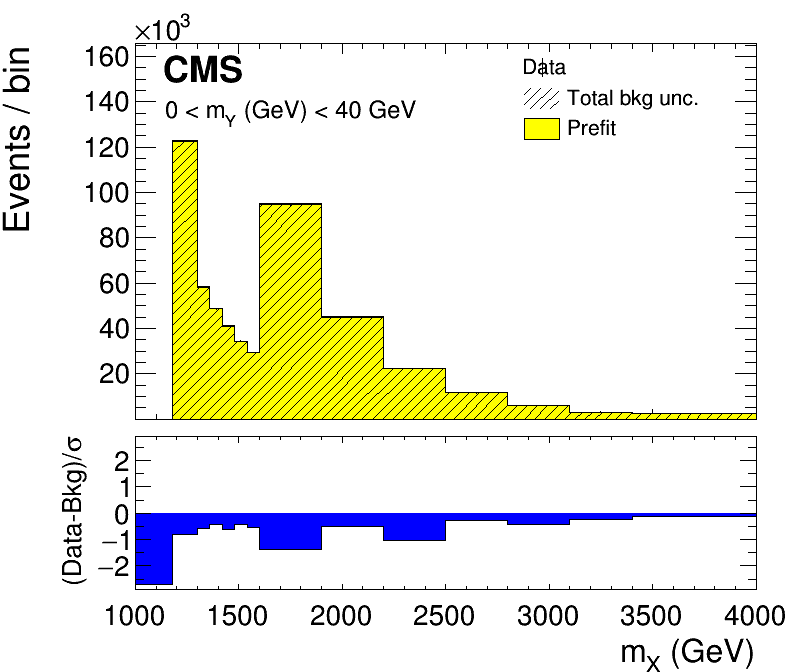 ×10³
Events / bin
160
140
120
100
80
60
40
20
CMS
0 < m_Y (GeV) < 40 GeV
Data
Total bkg unc.
Prefit
(Data-Bkg)/σ
2
1
0
−1
−2
1000 1500 2000 2500 3000 3500 4000
m_X (GeV)